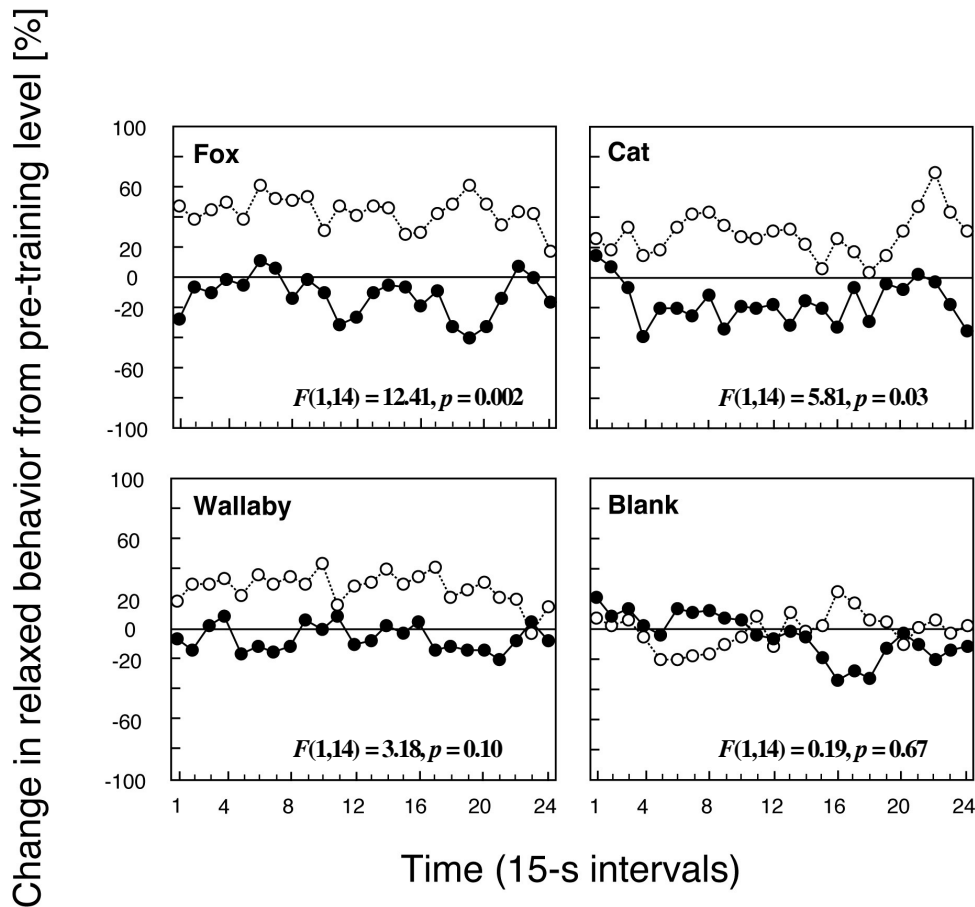 Change in relaxed behavior from pre-training level [%]
100
60
20
0
-20
-60
-100
Fox
F(1,14) = 12.41, p = 0.002
Cat
F(1,14) = 5.81, p = 0.03
100
60
20
0
-20
-60
-100
Wallaby
F(1,14) = 3.18, p = 0.10
Blank
F(1,14) = 0.19, p = 0.67
1 4 8 12 16 20 24
1 4 8 12 16 20 24
Time (15-s intervals)